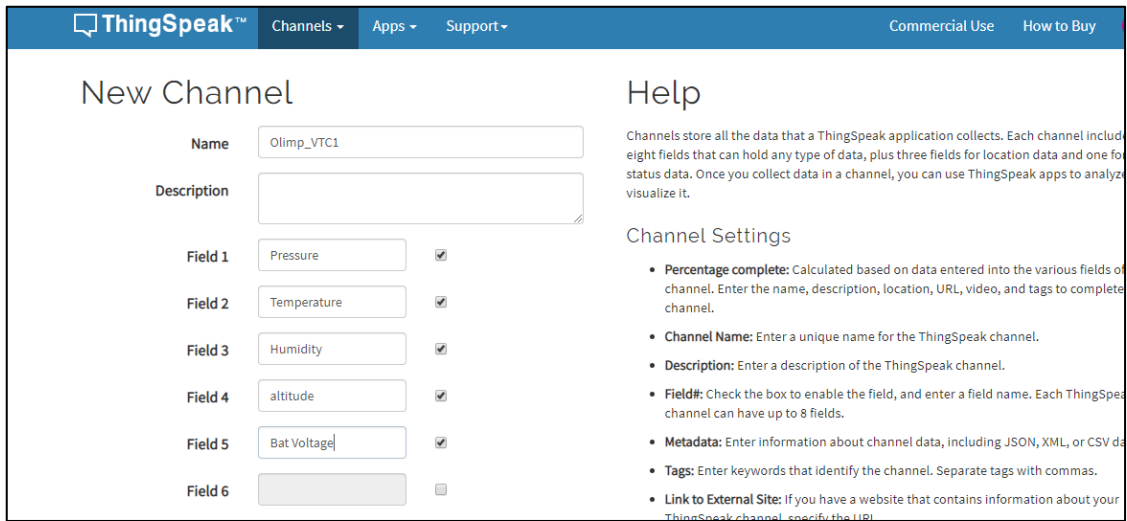 ThingSpeak™ Channels Apps Support Commercial Use How to Buy
New Channel
Name Olimp_VTC1
Description
Field 1 Pressure
Field 2 Temperature
Field 3 Humidity
Field 4 altitude
Field 5 Bat Voltage
Field 6
Help
Channels store all the data that a ThingSpeak application collects. Each channel include
eight fields that can hold any type of data, plus three fields for location data and one fo
status data. Once you collect data in a channel, you can use ThingSpeak apps to analyze
visualize it.
Channel Settings
• Percentage complete: Calculated based on data entered into the various fields of
channel. Enter the name, description, location, URL, video, and tags to complete
channel.
• Channel Name: Enter a unique name for the ThingSpeak channel.
• Description: Enter a description of the ThingSpeak channel.
• Field#: Check the box to enable the field, and enter a field name. Each ThingSpea
channel can have up to 8 fields.
• Metadata: Enter information about channel data, including JSON, XML, or CSV da
• Tags: Enter keywords that identify the channel. Separate tags with commas.
• Link to External Site: If you have a website that contains information about your
ThingSpeak channel, specify the URL